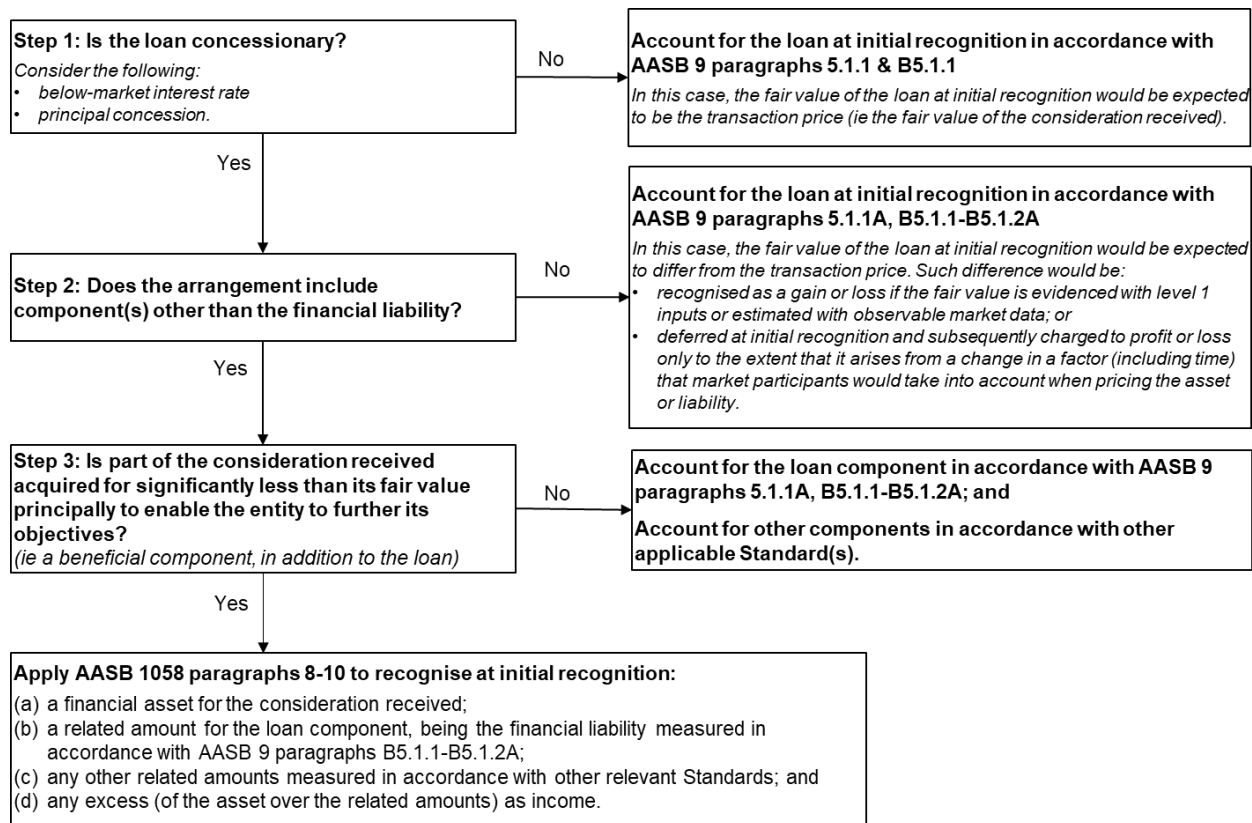 Step 1: Is the loan concessionary?
Consider the following:
• below-market interest rate
• principal concession.
No
Account for the loan at initial recognition in accordance with
AASB 9 paragraphs 5.1.1 & B5.1.1
In this case, the fair value of the loan at initial recognition would be expected
to be the transaction price (ie the fair value of the consideration received).
Yes
Step 2: Does the arrangement include
component(s) other than the financial liability?
No
Account for the loan at initial recognition in accordance with
AASB 9 paragraphs 5.1.1A, B5.1.1-B5.1.2A
In this case, the fair value of the loan at initial recognition would be expected
to differ from the transaction price. Such difference would be:
• recognised as a gain or loss if the fair value is evidenced with level 1
inputs or estimated with observable market data; or
• deferred at initial recognition and subsequently charged to profit or loss
only to the extent that it arises from a change in a factor (including time)
that market participants would take into account when pricing the asset
or liability.
Yes
Step 3: Is part of the consideration received
acquired for significantly less than its fair value
principally to enable the entity to further its
objectives?
(ie a beneficial component, in addition to the loan)
No
Account for the loan component in accordance with AASB 9
paragraphs 5.1.1A, B5.1.1-B5.1.2A; and
Account for other components in accordance with other
applicable Standard(s).
Yes
Apply AASB 1058 paragraphs 8-10 to recognise at initial recognition:
(a) a financial asset for the consideration received;
(b) a related amount for the loan component, being the financial liability measured in
accordance with AASB 9 paragraphs B5.1.1-B5.1.2A;
(c) any other related amounts measured in accordance with other relevant Standards; and
(d) any excess (of the asset over the related amounts) as income.